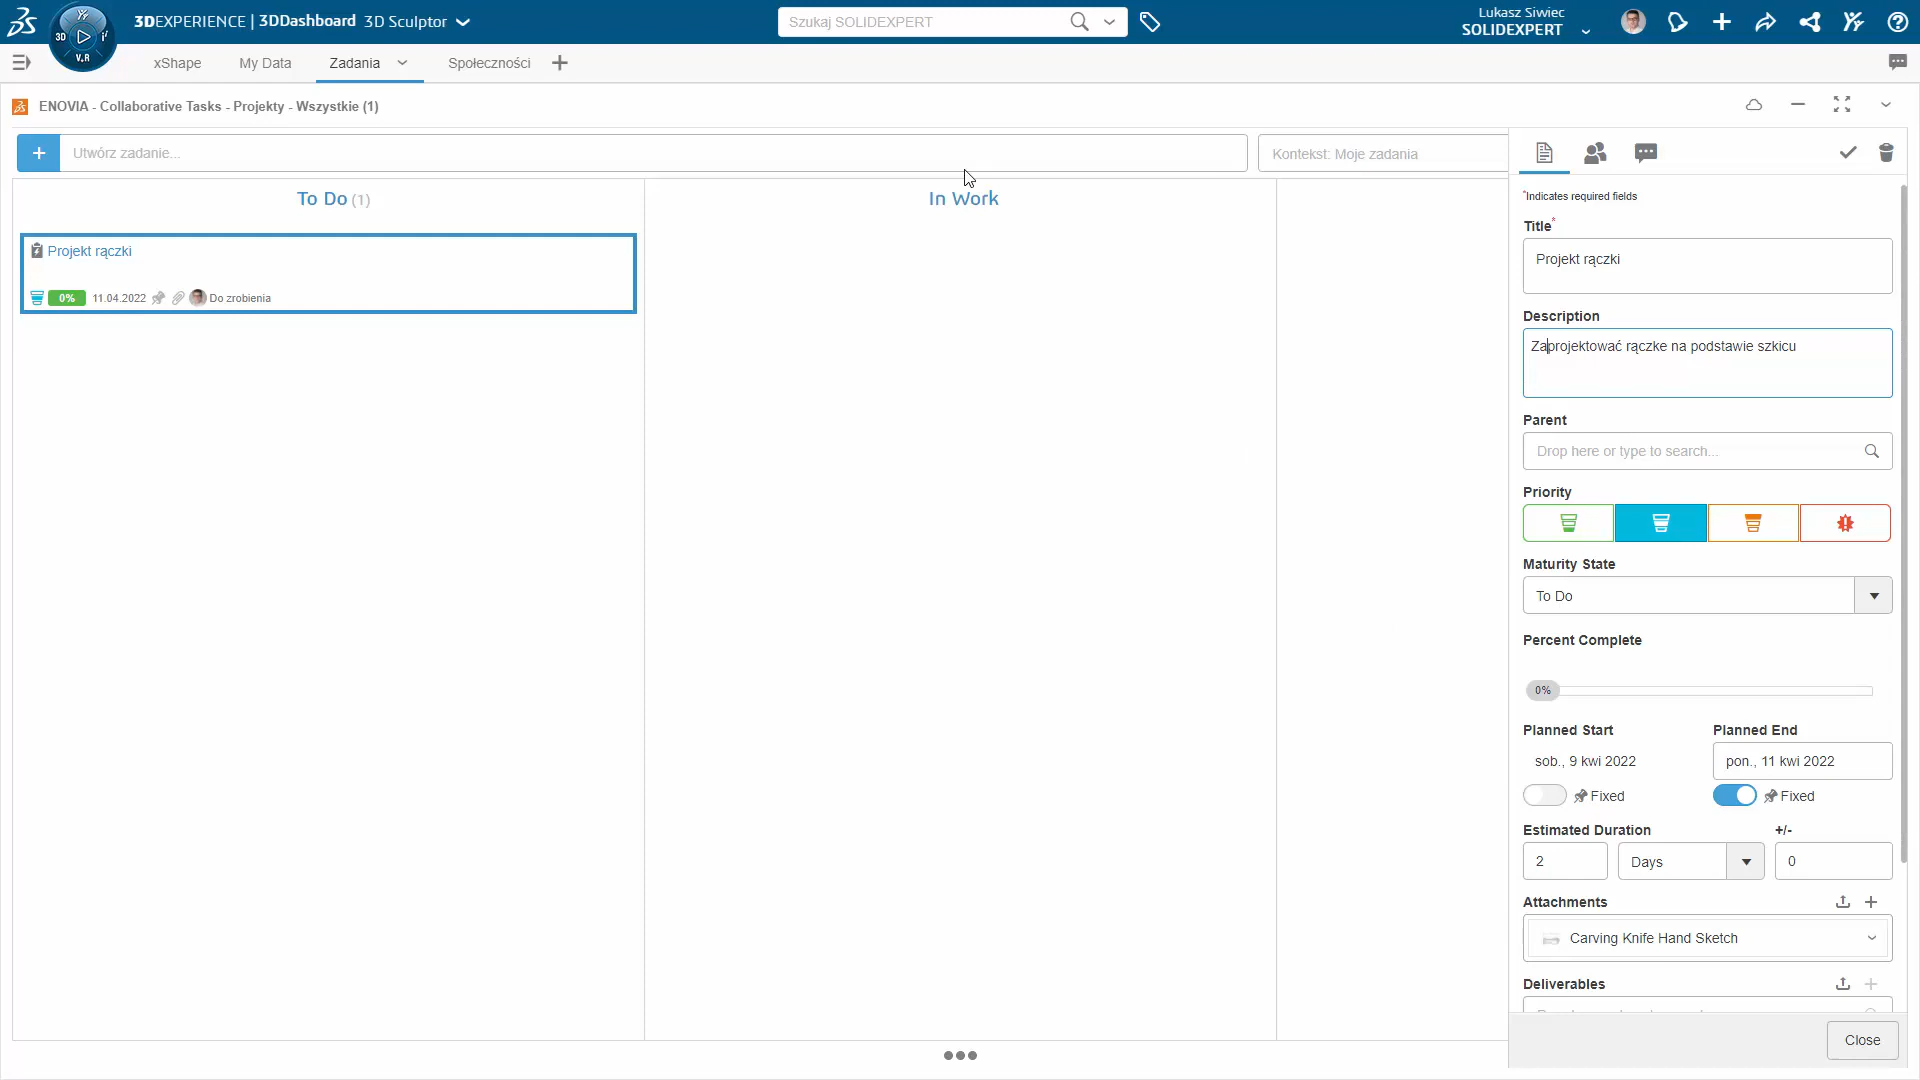 3DEXPERIENCE | 3DDashboard 3D Sculptor
Szukaj SOLIDEXPERT
Lukasz Siwiec
SOLIDEXPERT
3D
V.R
xShape
My Data
Zadania
Społeczności
ENOVIA - Collaborative Tasks - Projekty - Wszystkie (1)
Utwórz zadanie...
Kontekst: Moje zadania
To Do (1)
In Work
Projekt rączki
0% 11.04.2022 Do zrobienia
*Indicates required fields
Title*
Projekt rączki
Description
Zaprojektować rączke na podstawie szkicu
Parent
Drop here or type to search...
Priority
Maturity State
To Do
Percent Complete
0%
Planned Start
Planned End
sob., 9 kwi 2022
pon., 11 kwi 2022
Fixed
Fixed
Estimated Duration
+/-
2
Days
0
Attachments
Carving Knife Hand Sketch
Deliverables
Close